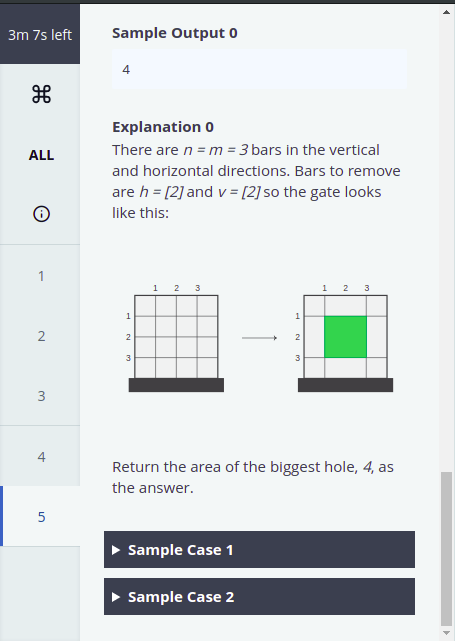 3m 7s left
⌘
ALL
1
2
3
4
5
Sample Output 0
4
Explanation 0
There are n = m = 3 bars in the vertical
and horizontal directions. Bars to remove
are h = [2] and v = [2] so the gate looks
like this:
1 2 3
1
2
3
1 2 3
1
2
3
Return the area of the biggest hole, 4, as
the answer.
Sample Case 1
Sample Case 2